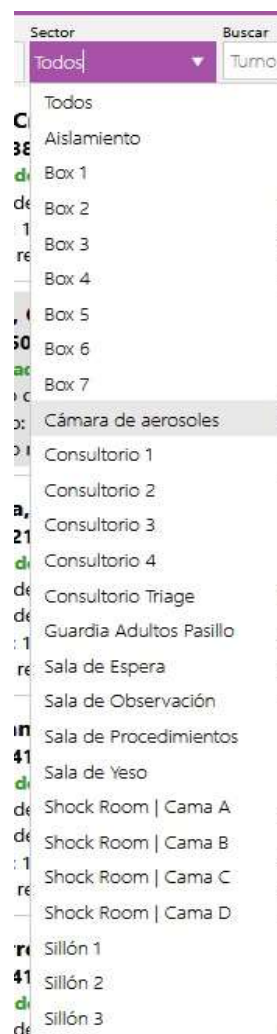 Sector
Buscar
Todos
Turno
Todos
Aislamiento
Box 1
Box 2
Box 3
Box 4
Box 5
Box 6
Box 7
Cámara de aerosoles
Consultorio 1
Consultorio 2
Consultorio 3
Consultorio 4
Consultorio Triage
Guardia Adultos Pasillo
Sala de Espera
Sala de Observación
Sala de Procedimientos
Sala de Yeso
Shock Room | Cama A
Shock Room | Cama B
Shock Room | Cama C
Shock Room | Cama D
Sillón 1
Sillón 2
Sillón 3